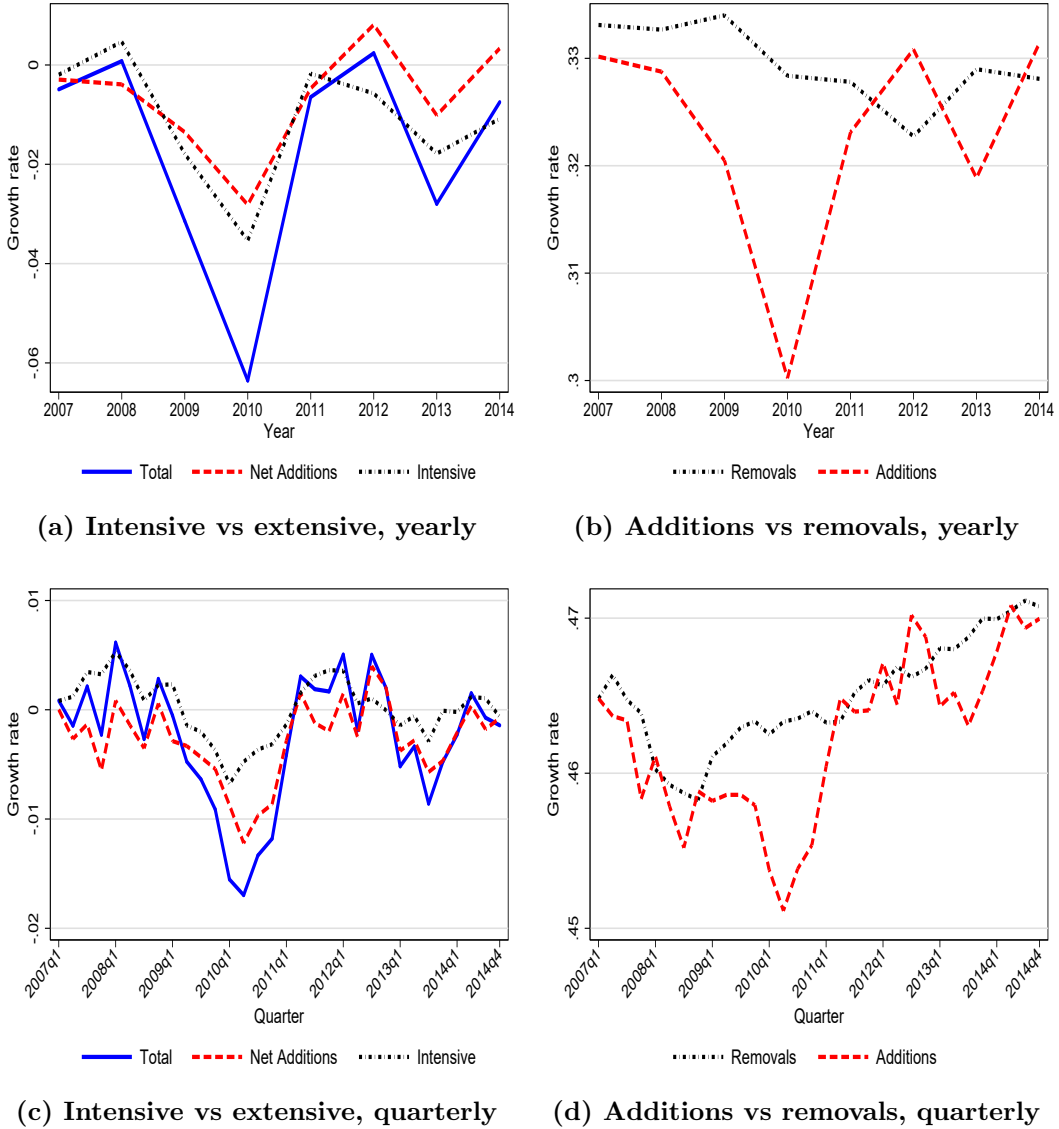 0
-.02
-.04
-.06
Growth rate
2007 2008 2009 2010 2011 2012 2013 2014
Year
Total Net Additions Intensive
(a) Intensive vs extensive, yearly
.33
.32
.31
.3
Growth rate
2007 2008 2009 2010 2011 2012 2013 2014
Year
Removals Additions
(b) Additions vs removals, yearly
.01
0
-.01
-.02
Growth rate
2007q1 2008q1 2009q1 2010q1 2011q1 2012q1 2013q1 2014q1 2014q4
Quarter
Total Net Additions Intensive
(c) Intensive vs extensive, quarterly
.47
.46
.45
Growth rate
2007q1 2008q1 2009q1 2010q1 2011q1 2012q1 2013q1 2014q1 2014q4
Quarter
Removals Additions
(d) Additions vs removals, quarterly